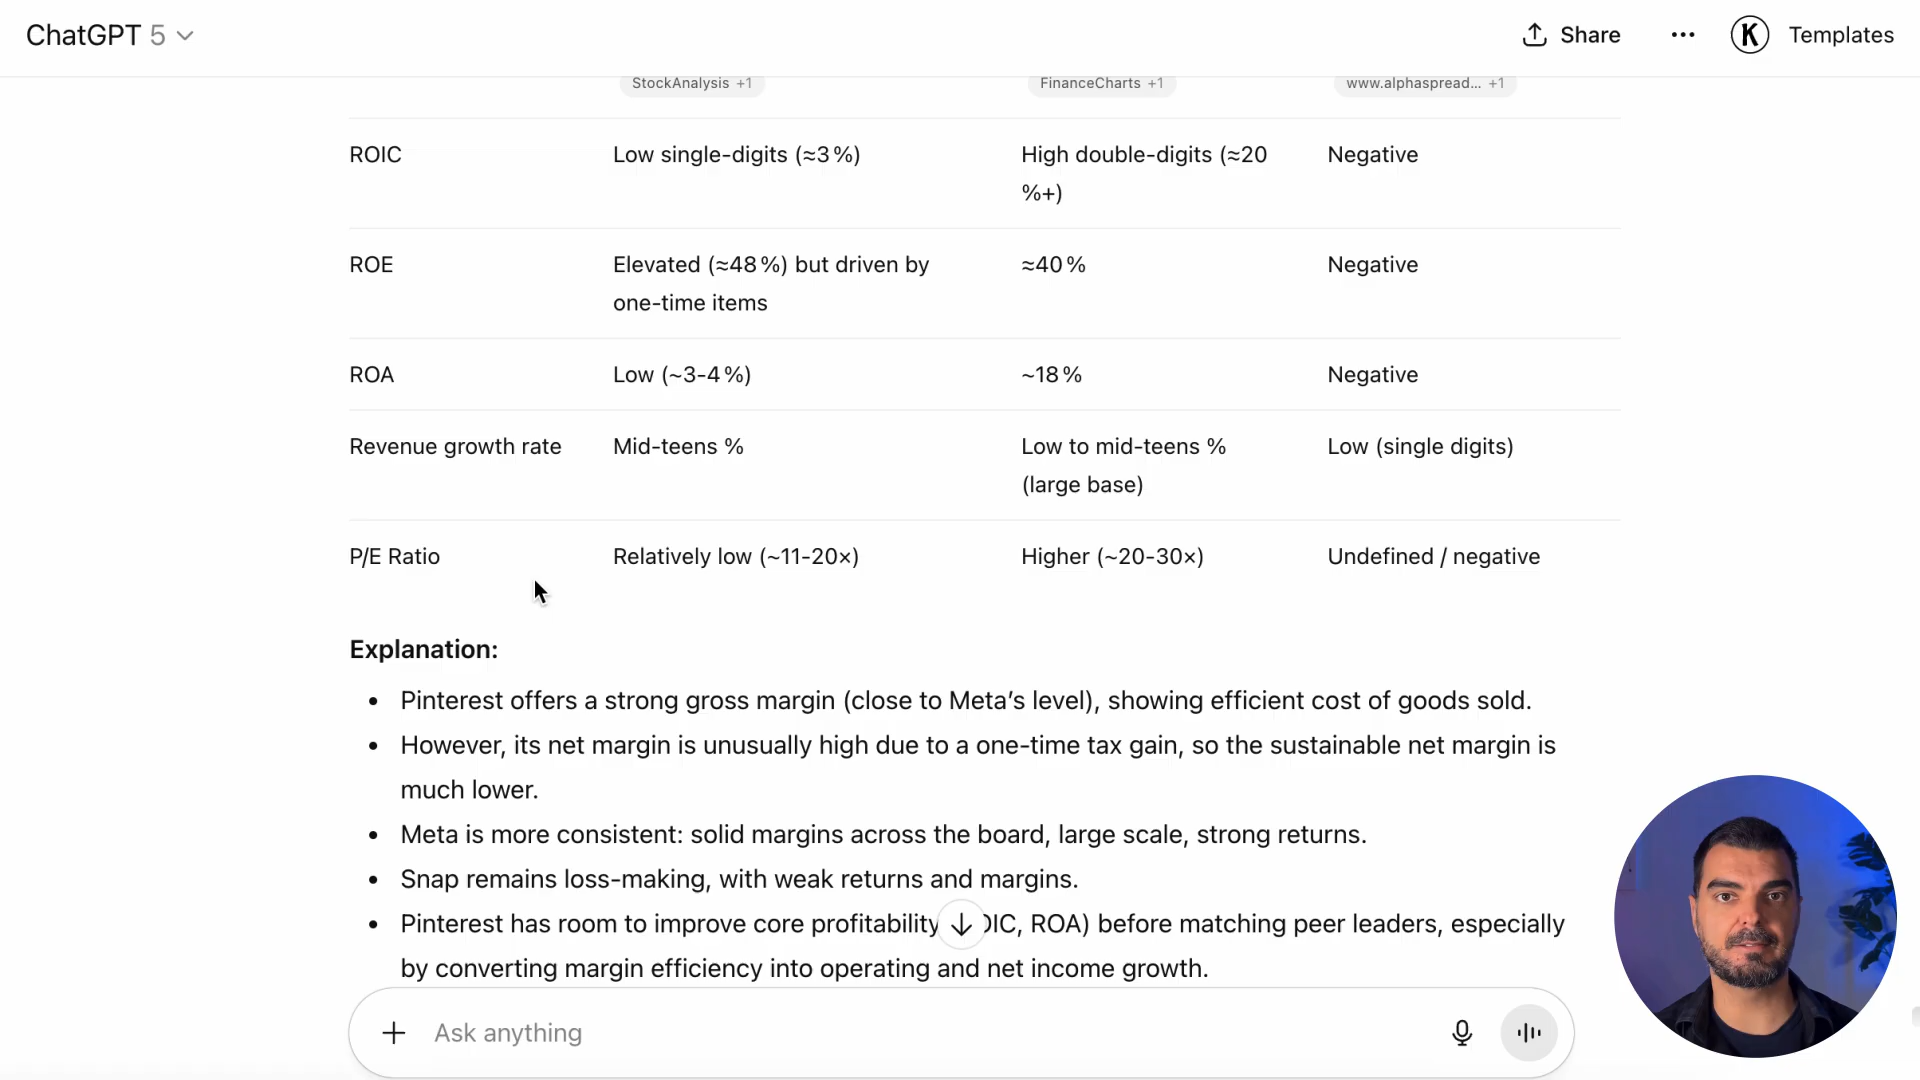 ChatGPT 5
Share
K Templates
StockAnalysis +1 FinanceCharts +1 www.alphaspread... +1
ROIC Low single-digits (≈3 %) High double-digits (≈20 Negative
%+)
ROE Elevated (≈48 %) but driven by ≈40 % Negative
one-time items
ROA Low (~3-4 %) ~18 % Negative
Revenue growth rate Mid-teens % Low to mid-teens % Low (single digits)
(large base)
P/E Ratio Relatively low (~11-20×) Higher (~20-30×) Undefined / negative
Explanation:
• Pinterest offers a strong gross margin (close to Meta’s level), showing efficient cost of goods sold.
• However, its net margin is unusually high due to a one-time tax gain, so the sustainable net margin is
much lower.
• Meta is more consistent: solid margins across the board, large scale, strong returns.
• Snap remains loss-making, with weak returns and margins.
• Pinterest has room to improve core profitability OIC, ROA) before matching peer leaders, especially
by converting margin efficiency into operating and net income growth.
Ask anything